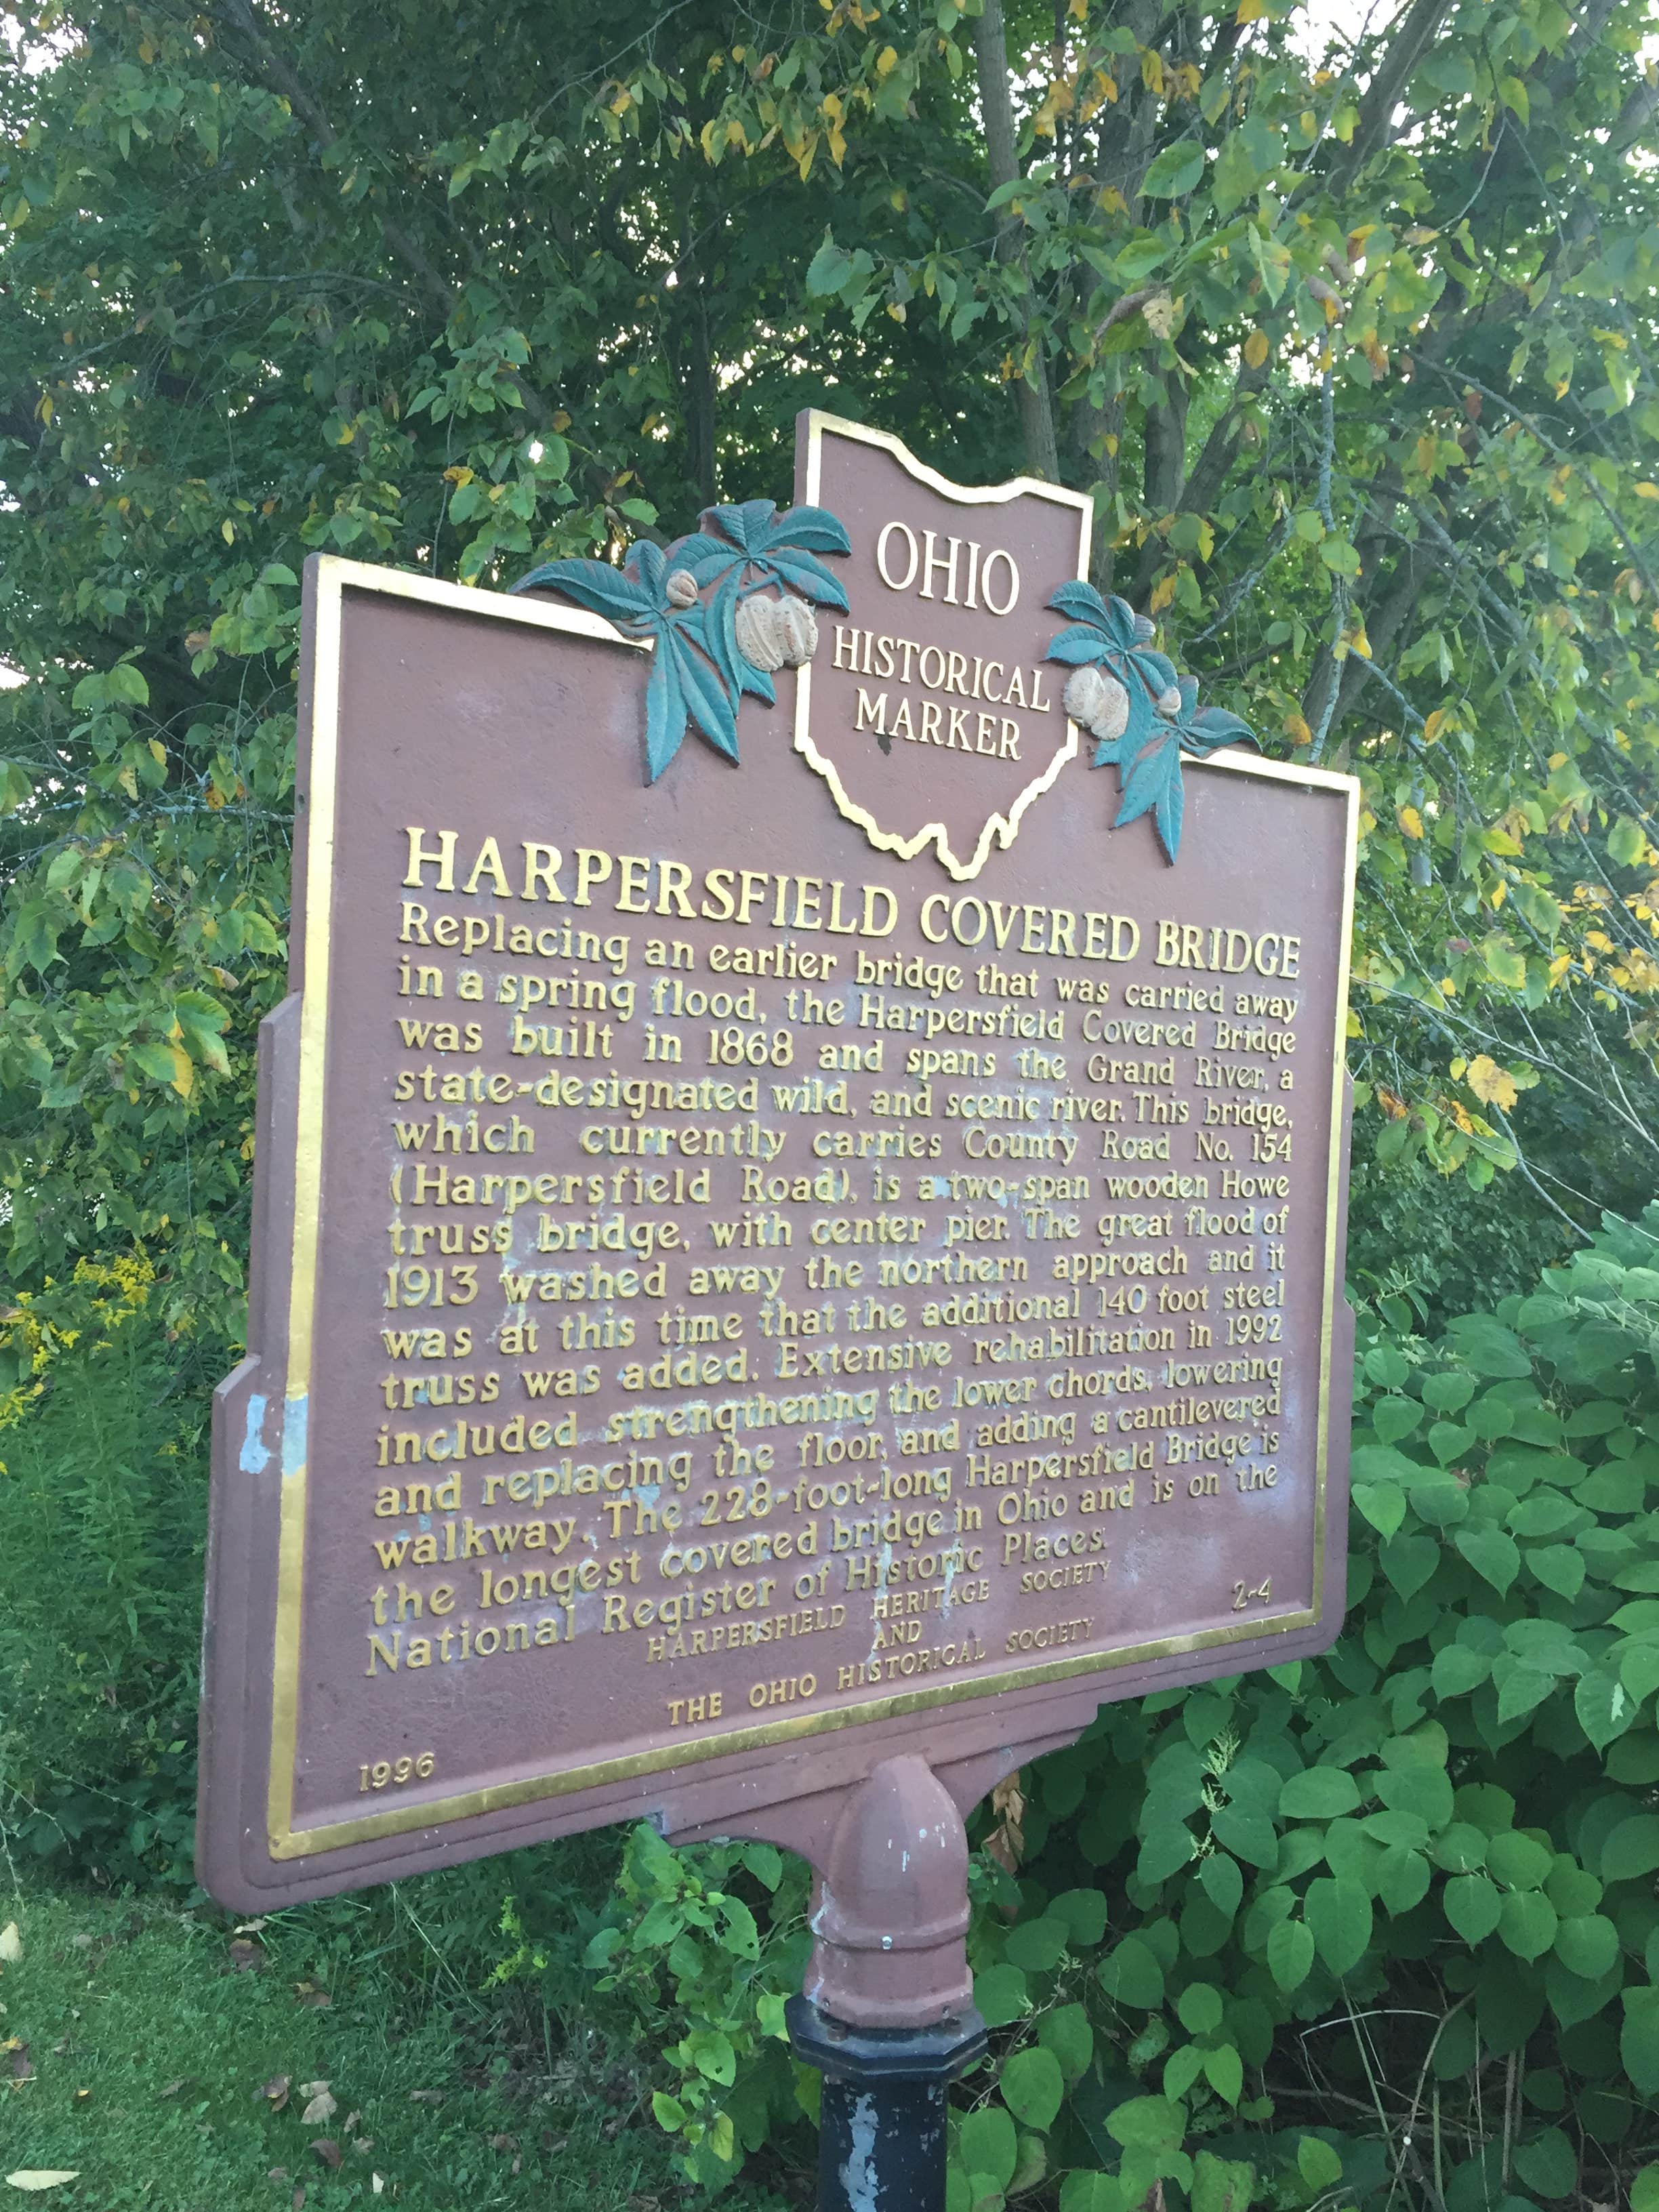 OHIO
HISTORICAL
MARKER
HARPERSFIELD COVERED BRIDGE
Replacing an earlier bridge that was carried away
in a spring flood, the Harpersfield Covered Bridge
was built in 1868 and spans the Grand River, a
state-designated wild, and scenic river. This bridge,
which currently carries County Road No. 154
(Harpersfield Road), is a two-span wooden Howe
truss bridge, with center pier. The great flood of
1913 washed away the northern approach and it
was at this time that the additional 140 foot steel
truss was added. Extensive rehabilitation in 1992
included strengthening the lower chords, lowering
and replacing the floor, and adding a cantilevered
walkway. The 228-foot-long Harpersfield Bridge is
the longest covered bridge in Ohio and is on the
National Register of Historic Places.
HARPERSFIELD HERITAGE SOCIETY
AND
THE OHIO HISTORICAL SOCIETY
2-4
1996